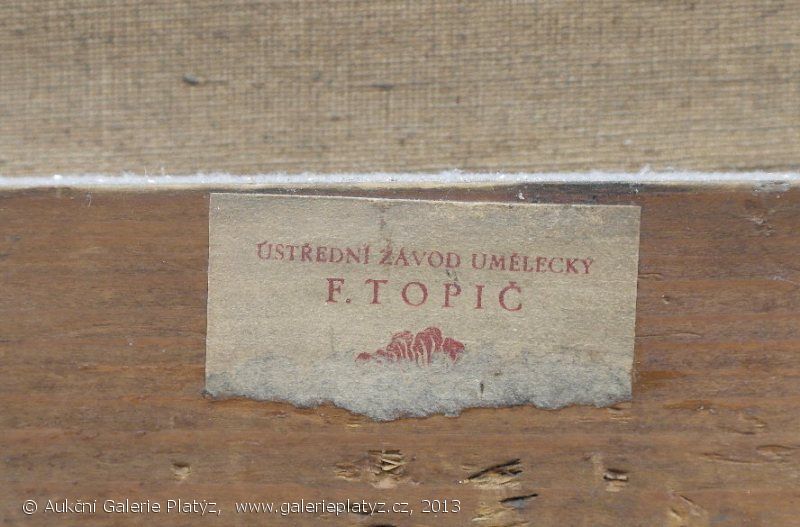 ÚSTŘEDNÍ ZÁVOD UMĚLECKÝ
F. TOPIČ
© Aukční Galerie Platýz, www.galerieplatyz.cz, 2013